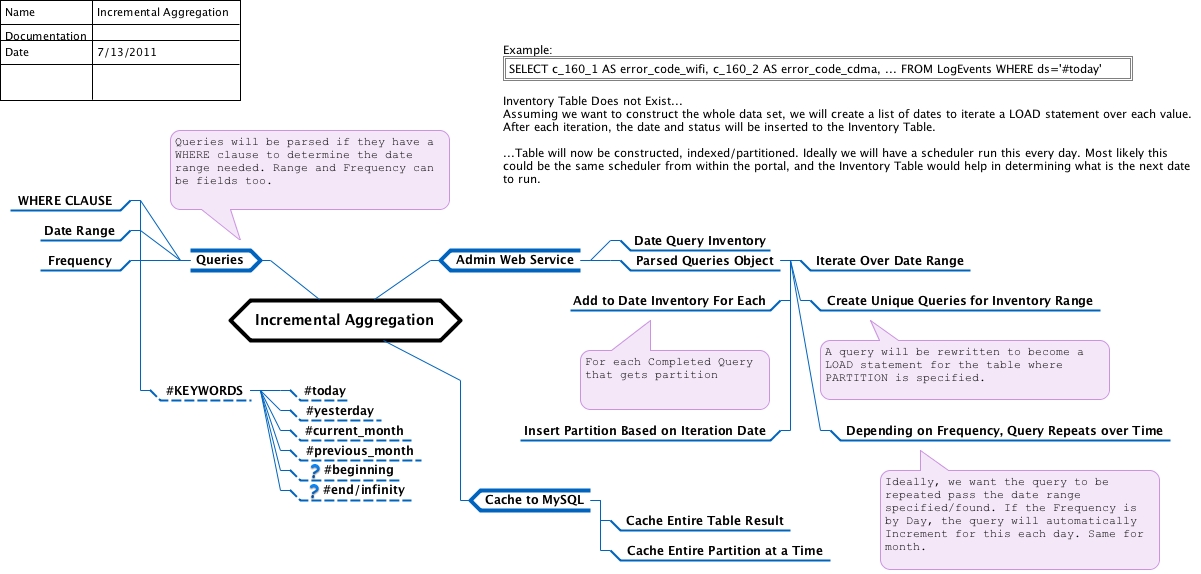 Name Incremental Aggregation
Documentation
Date 7/13/2011
Example:
SELECT c_160_1 AS error_code_wifi, c_160_2 AS error_code_cdma, ... FROM LogEvents WHERE ds='#today'
Inventory Table Does not Exist...
Assuming we want to construct the whole data set, we will create a list of dates to iterate a LOAD statement over each value.
After each iteration, the date and status will be inserted to the Inventory Table.
...Table will now be constructed, indexed/partitioned. Ideally we will have a scheduler run this every day. Most likely this
could be the same scheduler from within the portal, and the Inventory Table would help in determining what is the next date
to run.
Queries will be parsed if they have a
WHERE clause to determine the date
range needed. Range and Frequency can
be fields too.
WHERE CLAUSE
Date Range
Frequency
Queries
Admin Web Service
Date Query Inventory
Parsed Queries Object
Iterate Over Date Range
Add to Date Inventory For Each
Create Unique Queries for Inventory Range
Incremental Aggregation
For each Completed Query
that gets partition
A query will be rewritten to become a
LOAD statement for the table where
PARTITION is specified.
#KEYWORDS
#today
#yesterday
#current_month
#previous_month
? #beginning
? #end/infinity
Insert Partition Based on Iteration Date
Depending on Frequency, Query Repeats over Time
Ideally, we want the query to be
repeated pass the date range
specified/found. If the Frequency is
by Day, the query will automatically
Increment for this each day. Same for
month.
Cache to MySQL
Cache Entire Table Result
Cache Entire Partition at a Time